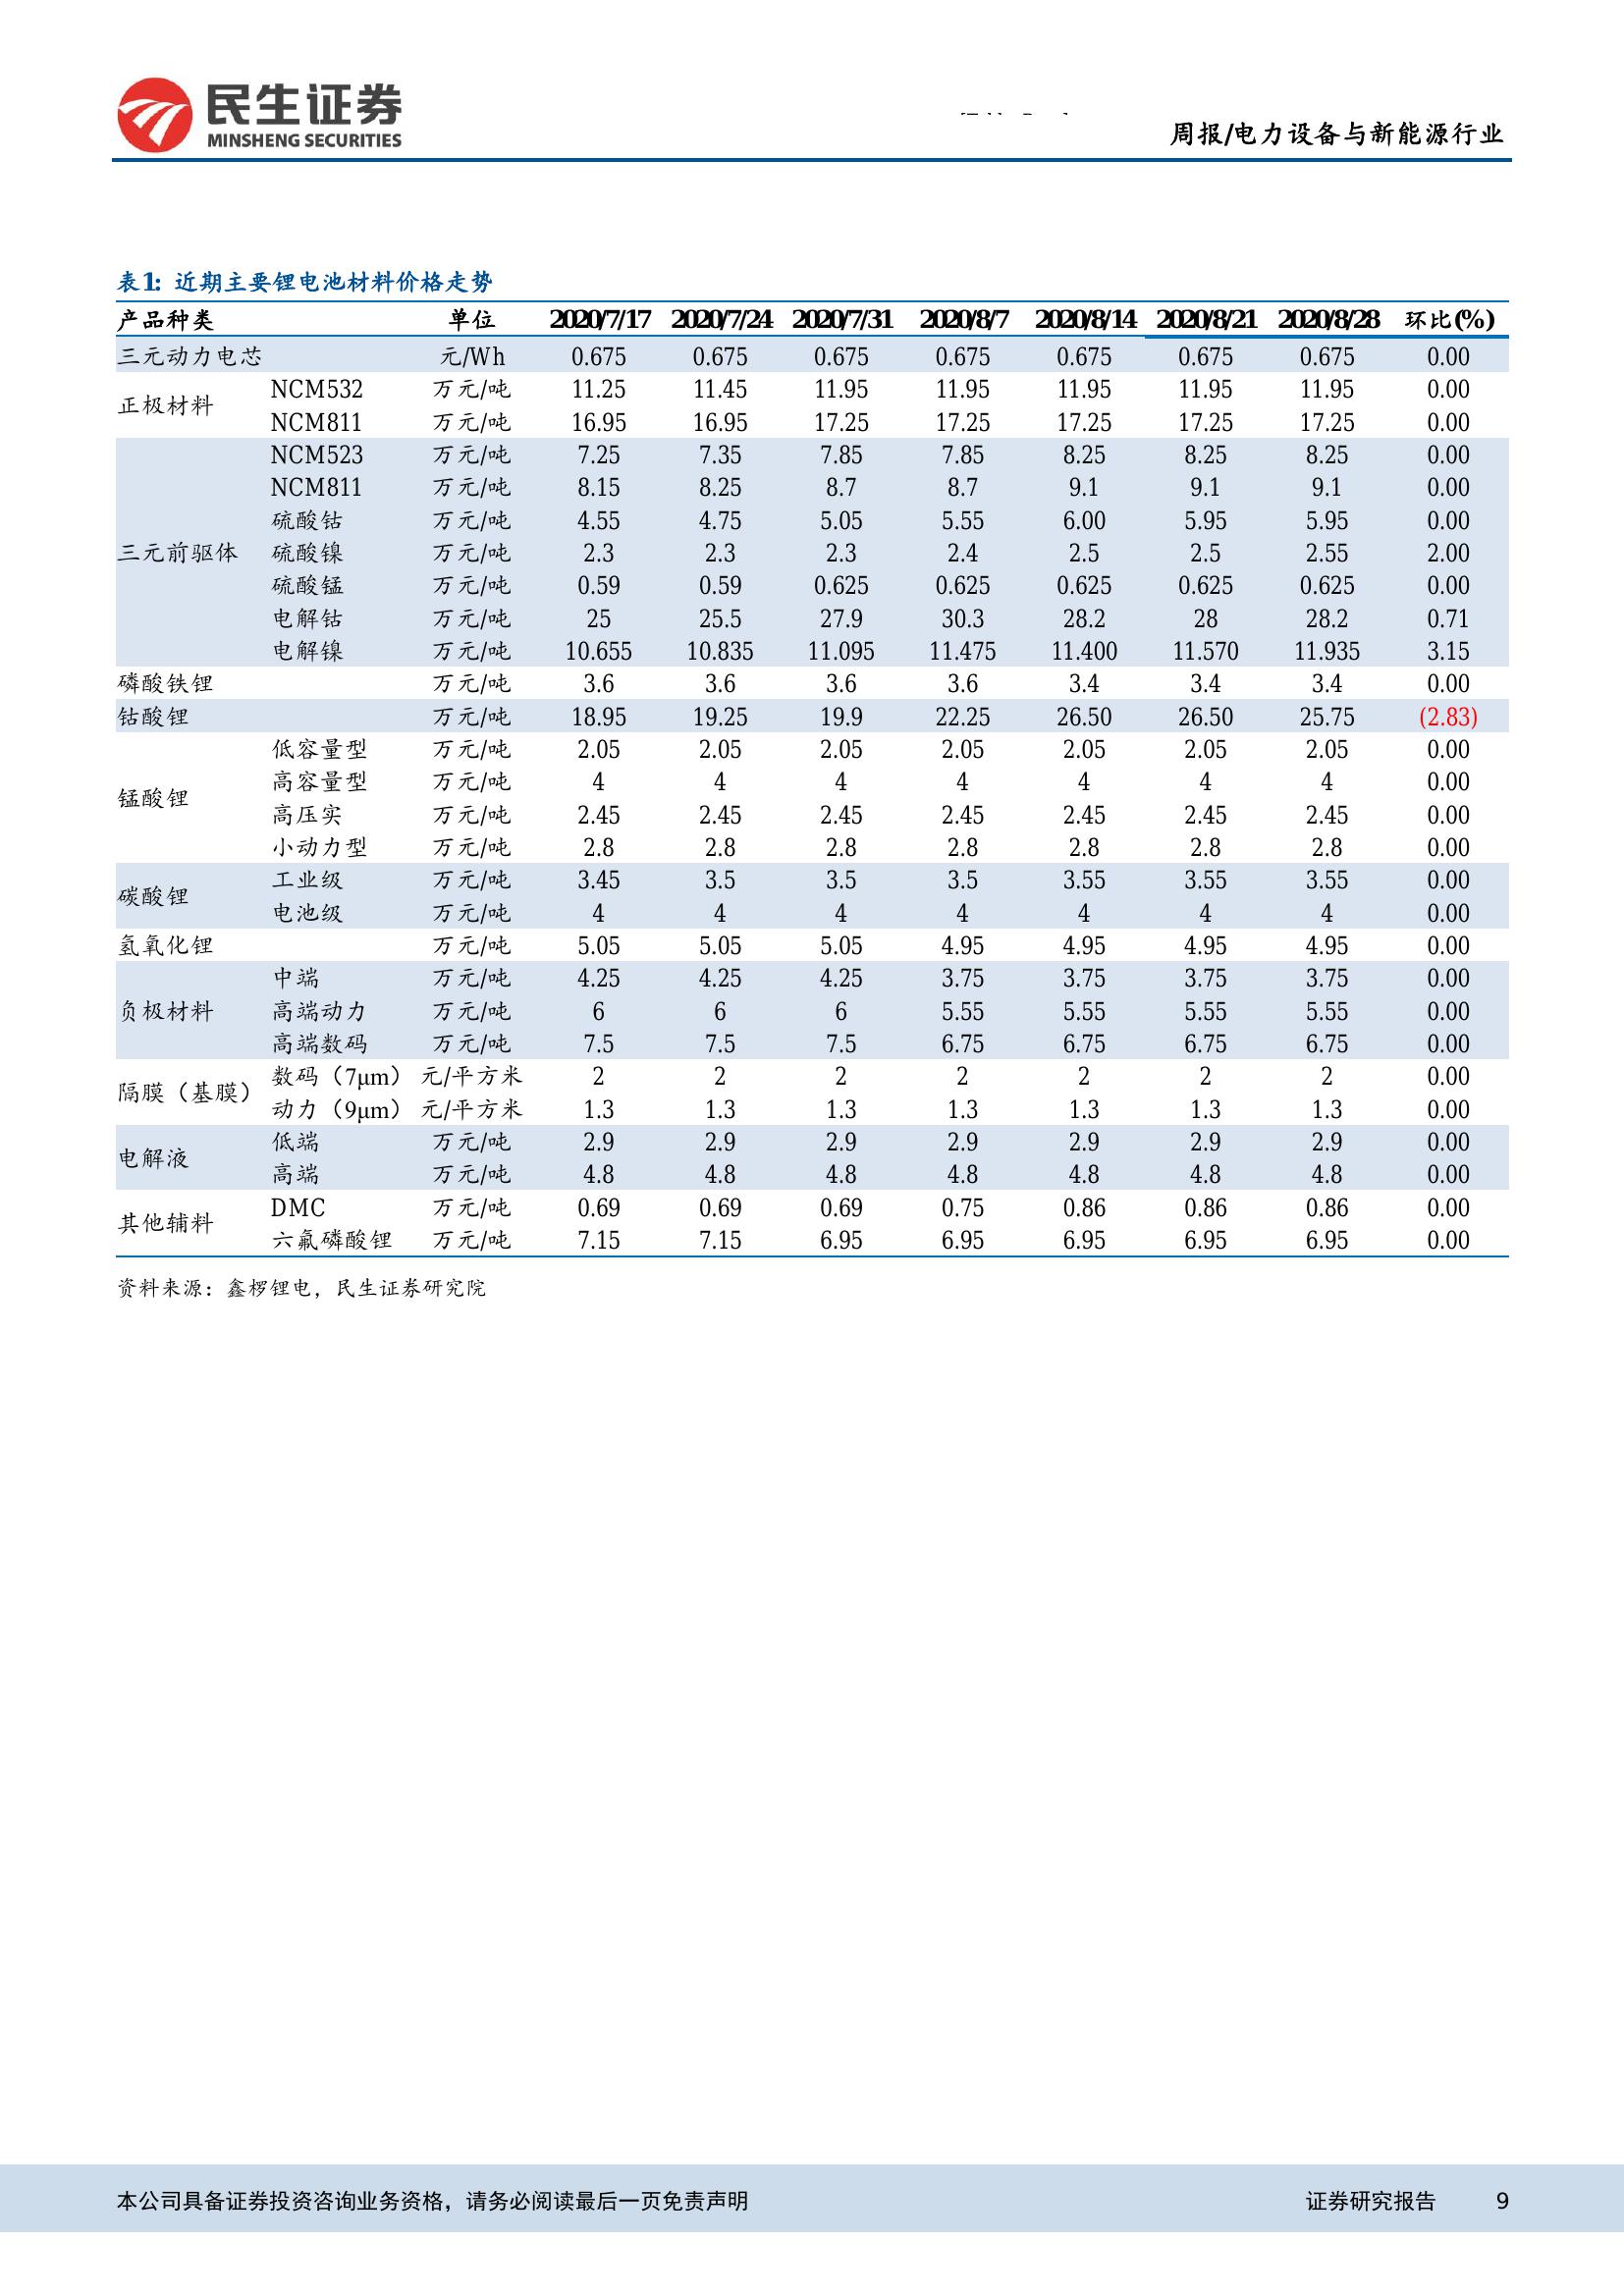 民生证券
MINSHENG SECURITIES
周报/电力设备与新能源行业
表1: 近期主要锂电池材料价格走势
产品种类 单位 2020/7/17 2020/7/24 2020/7/31 2020/8/7 2020/8/14 2020/8/21 2020/8/28 环比(%)
三元动力电芯 元/Wh 0.675 0.675 0.675 0.675 0.675 0.675 0.675 0.00
正极材料 NCM532 万元/吨 11.25 11.45 11.95 11.95 11.95 11.95 11.95 0.00
NCM811 万元/吨 16.95 16.95 17.25 17.25 17.25 17.25 17.25 0.00
三元前驱体 NCM523 万元/吨 7.25 7.35 7.85 7.85 8.25 8.25 8.25 0.00
NCM811 万元/吨 8.15 8.25 8.7 8.7 9.1 9.1 9.1 0.00
硫酸钴 万元/吨 4.55 4.75 5.05 5.55 6.00 5.95 5.95 0.00
硫酸镍 万元/吨 2.3 2.3 2.3 2.4 2.5 2.5 2.55 2.00
硫酸锰 万元/吨 0.59 0.59 0.625 0.625 0.625 0.625 0.625 0.00
电解钴 万元/吨 25 25.5 27.9 30.3 28.2 28 28.2 0.71
电解镍 万元/吨 10.655 10.835 11.095 11.475 11.400 11.570 11.935 3.15
磷酸铁锂 万元/吨 3.6 3.6 3.6 3.6 3.4 3.4 3.4 0.00
钴酸锂 万元/吨 18.95 19.25 19.9 22.25 26.50 26.50 25.75 (2.83)
锰酸锂 低容量型 万元/吨 2.05 2.05 2.05 2.05 2.05 2.05 2.05 0.00
高容量型 万元/吨 4 4 4 4 4 4 4 0.00
高压实 万元/吨 2.45 2.45 2.45 2.45 2.45 2.45 2.45 0.00
小动力型 万元/吨 2.8 2.8 2.8 2.8 2.8 2.8 2.8 0.00
碳酸锂 工业级 万元/吨 3.45 3.5 3.5 3.5 3.55 3.55 3.55 0.00
电池级 万元/吨 4 4 4 4 4 4 4 0.00
氢氧化锂 万元/吨 5.05 5.05 5.05 4.95 4.95 4.95 4.95 0.00
负极材料 中端 万元/吨 4.25 4.25 4.25 3.75 3.75 3.75 3.75 0.00
高端动力 万元/吨 6 6 6 5.55 5.55 5.55 5.55 0.00
高端数码 万元/吨 7.5 7.5 7.5 6.75 6.75 6.75 6.75 0.00
隔膜（基膜） 数码（7μm） 元/平方米 2 2 2 2 2 2 2 0.00
动力（9μm） 元/平方米 1.3 1.3 1.3 1.3 1.3 1.3 1.3 0.00
电解液 低端 万元/吨 2.9 2.9 2.9 2.9 2.9 2.9 2.9 0.00
高端 万元/吨 4.8 4.8 4.8 4.8 4.8 4.8 4.8 0.00
其他辅料 DMC 万元/吨 0.69 0.69 0.69 0.75 0.86 0.86 0.86 0.00
六氟磷酸锂 万元/吨 7.15 7.15 6.95 6.95 6.95 6.95 6.95 0.00
资料来源：鑫椤锂电，民生证券研究院
本公司具备证券投资咨询业务资格，请务必阅读最后一页免责声明 证券研究报告 9